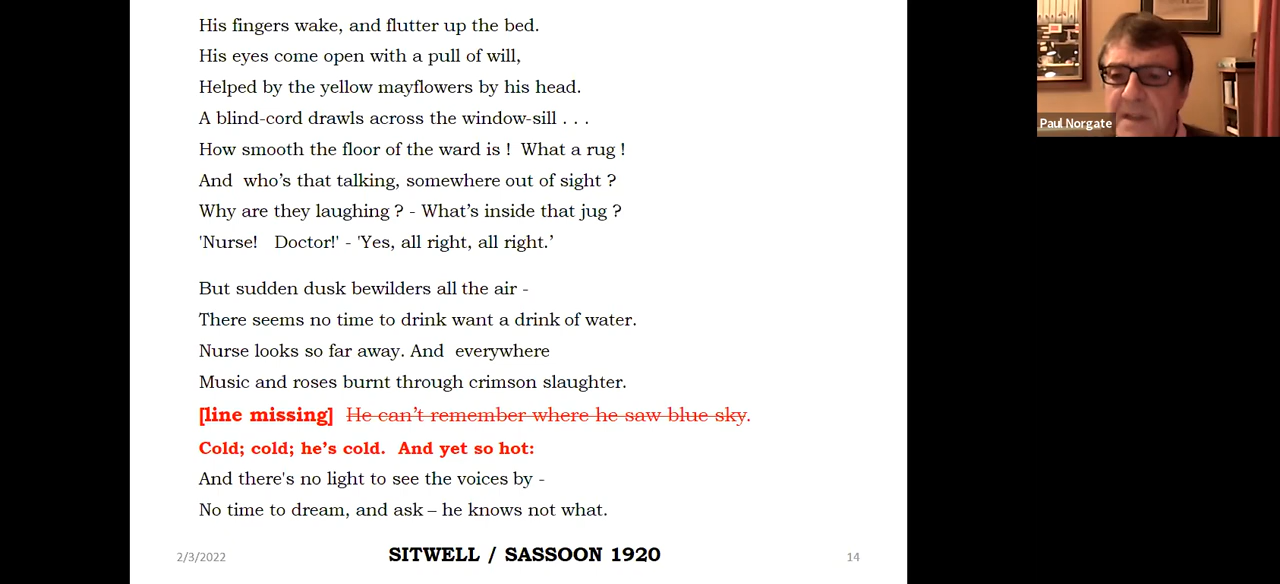 His fingers wake, and flutter up the bed.
His eyes come open with a pull of will,
Helped by the yellow mayflowers by his head.
A blind-cord drawls across the window-sill . . .
How smooth the floor of the ward is !  What a rug !
And  who’s that talking, somewhere out of sight ?
Why are they laughing ? - What’s inside that jug ?
'Nurse!   Doctor!' - 'Yes, all right, all right.’
But sudden dusk bewilders all the air -
There seems no time to drink want a drink of water.
Nurse looks so far away. And  everywhere
Music and roses burnt through crimson slaughter.
[line missing]  He can’t remember where he saw blue sky.
Cold; cold; he’s cold.  And yet so hot:
And there's no light to see the voices by -
No time to dream, and ask – he knows not what.
2/3/2022
SITWELL / SASSOON 1920
14
Paul Norgate